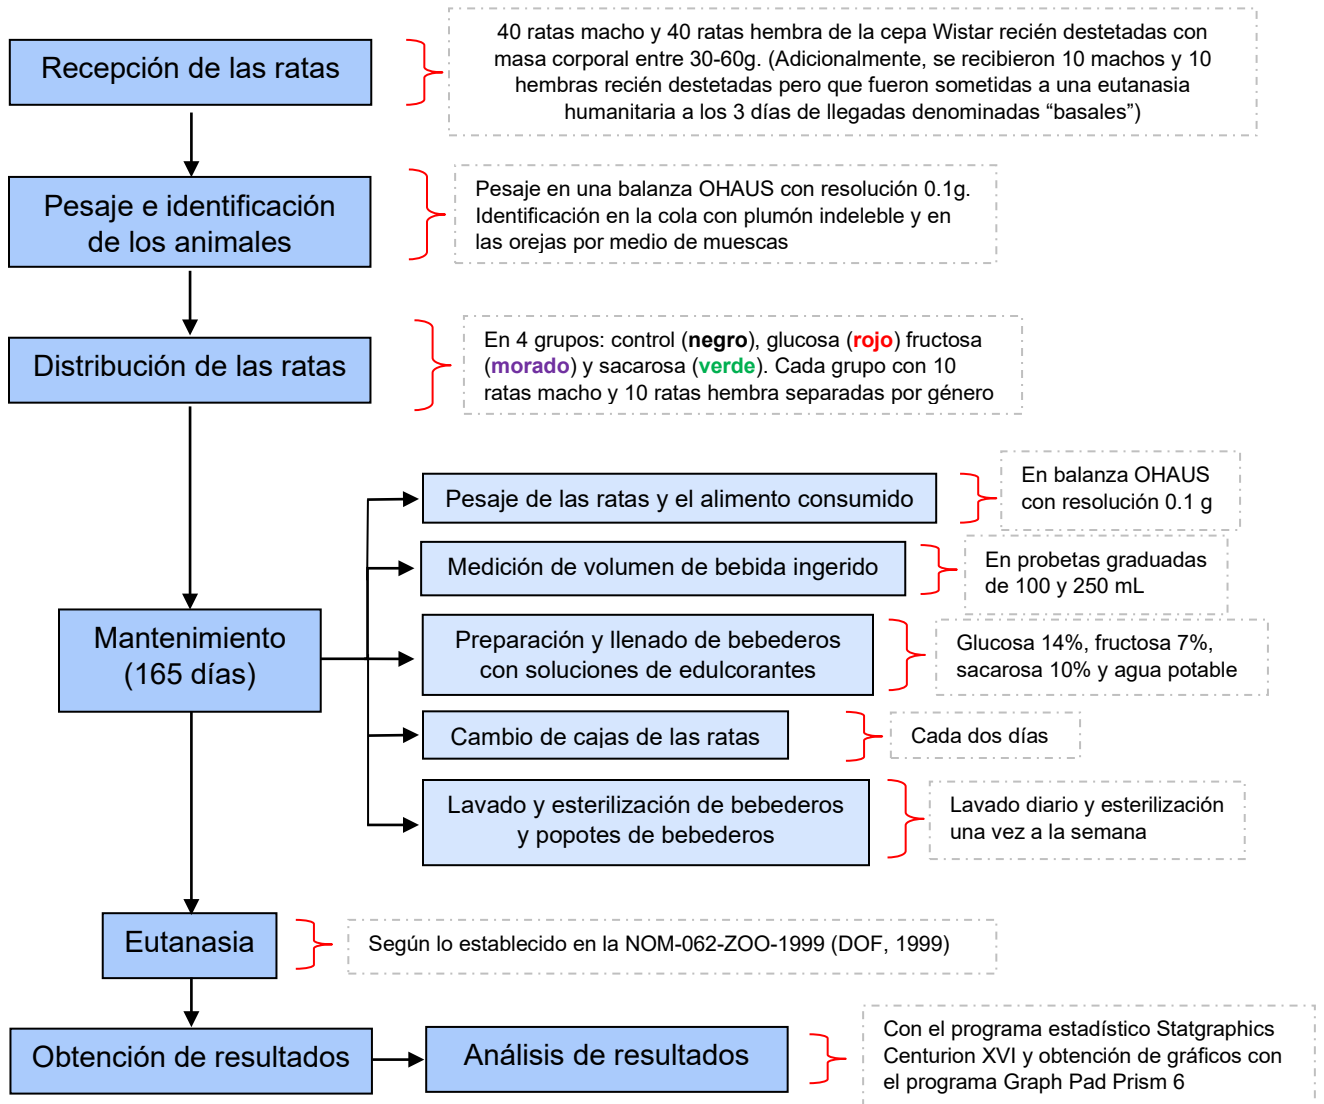 Recepción de las ratas
40 ratas macho y 40 ratas hembra de la cepa Wistar recién destetadas con
masa corporal entre 30-60g. (Adicionalmente, se recibieron 10 machos y 10
hembras recién destetadas pero que fueron sometidas a una eutanasia
humanitaria a los 3 días de llegadas denominadas “basales”)
Pesaje e identificación
de los animales
Pesaje en una balanza OHAUS con resolución 0.1g.
Identificación en la cola con plumón indeleble y en
las orejas por medio de muescas
Distribución de las ratas
En 4 grupos: control (negro), glucosa (rojo) fructosa
(morado) y sacarosa (verde). Cada grupo con 10
ratas macho y 10 ratas hembra separadas por género
Mantenimiento
(165 días)
Pesaje de las ratas y el alimento consumido
En balanza OHAUS
con resolución 0.1 g
Medición de volumen de bebida ingerido
En probetas graduadas
de 100 y 250 mL
Preparación y llenado de bebederos
con soluciones de edulcorantes
Glucosa 14%, fructosa 7%,
sacarosa 10% y agua potable
Cambio de cajas de las ratas
Cada dos días
Lavado y esterilización de bebederos
y popotes de bebederos
Lavado diario y esterilización
una vez a la semana
Eutanasia
Según lo establecido en la NOM-062-ZOO-1999 (DOF, 1999)
Obtención de resultados
Análisis de resultados
Con el programa estadístico Statgraphics
Centurion XVI y obtención de gráficos con
el programa Graph Pad Prism 6